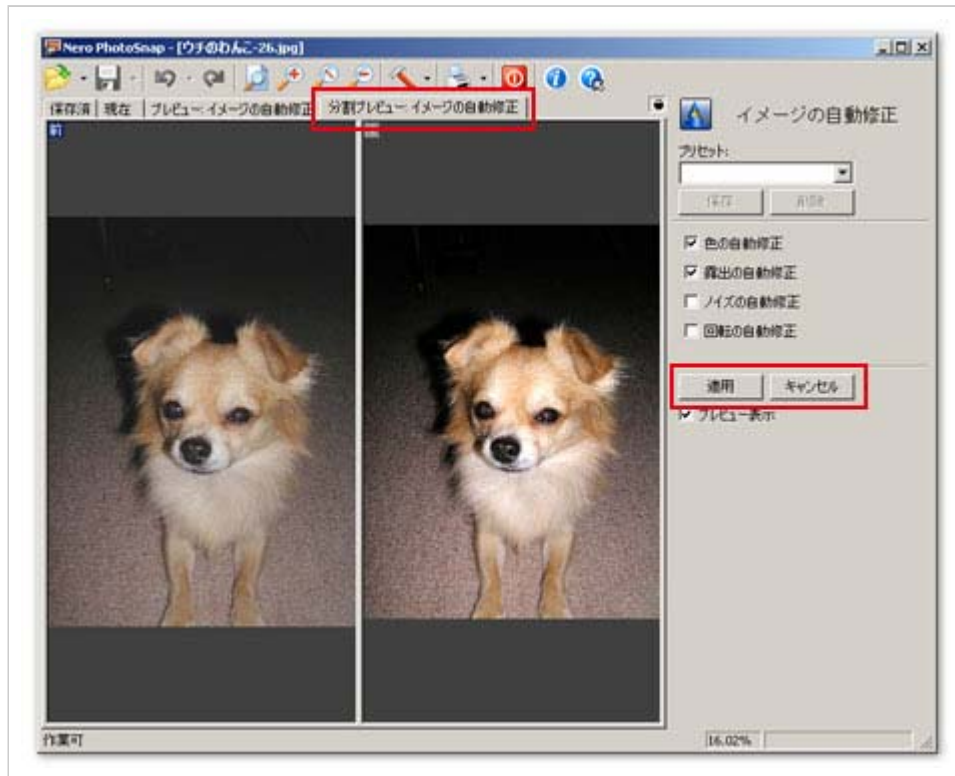 Nero PhotoSnap - [ウチのわんこ-26.jpg]
保存済 現在 プレビュー: イメージの自動修正 分割プレビュー: イメージの自動修正
前
イメージの自動修正
プリセット:
保存 削除
色の自動修正
露出の自動修正
ノイズの自動修正
回転の自動修正
適用 キャンセル
プレビュー表示
作業可 16.02%